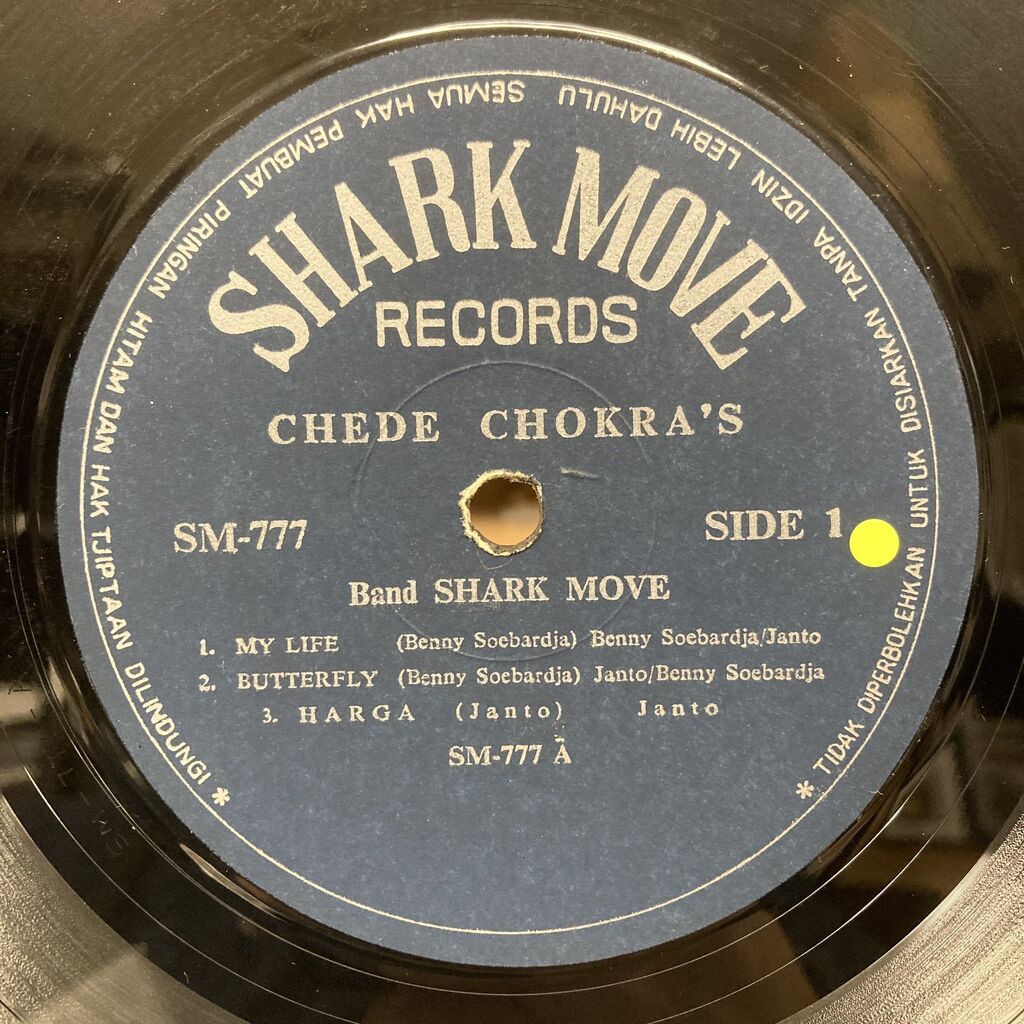 SEMUA HAK PEMBUAT PIRINGAN HITAM DAN HAK TJIPTAAN DILINDUNGI *
* TIDAK DIPERBOLEHKAN UNTUK DISIARKAN TANPA IDZIN LEBIH DAHULU
SHARK MOVE
RECORDS
CHEDE CHOKRA'S
SM-777
SIDE 1
Band SHARK MOVE
1. MY LIFE (Benny Soebardja) Benny Soebardja/Janto
2. BUTTERFLY (Benny Soebardja) Janto/Benny Soebardja
3. HARGA (Janto) Janto
SM-777 A